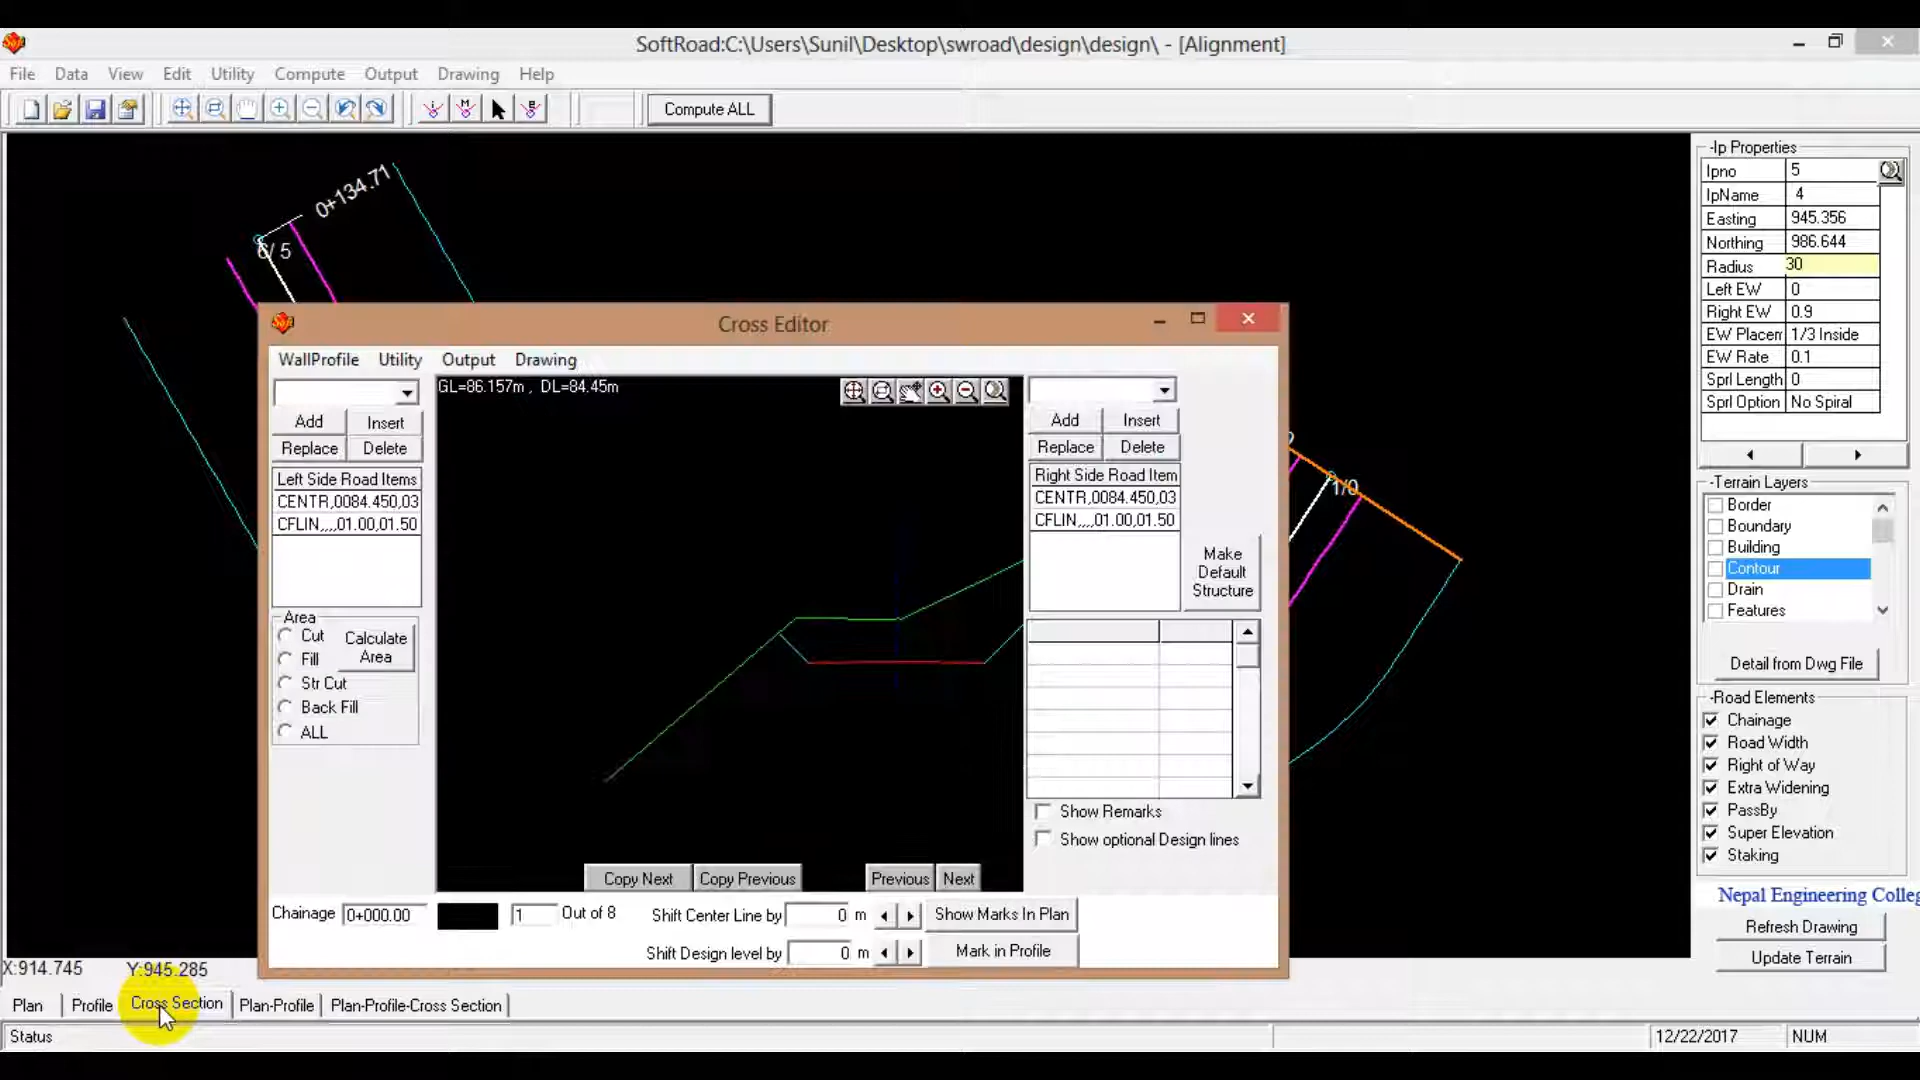 SoftRoad:C:\Users\Sunil\Desktop\swroad\design\design\ - [Alignment]
File Data View Edit Utility Compute Output Drawing Help
Compute ALL
0+134.71
6/ 5
1/0
-Ip Properties
Ipno 5
IpName 4
Easting 945.356
Northing 986.644
Radius 30
Left EW 0
Right EW 0.9
EW Placem 1/3 Inside
EW Rate 0.1
Sprl Length 0
Sprl Option No Spiral
-Terrain Layers
Border
Boundary
Building
Contour
Drain
Features
Detail from Dwg File
-Road Elements
Chainage
Road Width
Right of Way
Extra Widening
PassBy
Super Elevation
Staking
Nepal Engineering Colleg
Refresh Drawing
Update Terrain
Cross Editor
WallProfile Utility Output Drawing
GL=86.157m , DL=84.45m
Add Insert
Replace Delete
Left Side Road Items
CENTR,0084.450,03
CFLIN,,,,01.00,01.50
Area
Cut
Fill
Str Cut
Back Fill
ALL
Calculate
Area
Add Insert
Replace Delete
Right Side Road Item
CENTR,0084.450,03
CFLIN,,,,01.00,01.50
Make
Default
Structure
Show Remarks
Show optional Design lines
Copy Next Copy Previous Previous Next
Chainage 0+000.00 1 Out of 8 Shift Center Line by 0 m Show Marks In Plan
Shift Design level by 0 m Mark in Profile
X:914.745 Y:945.285
Plan Profile Cross Section Plan-Profile Plan-Profile-Cross Section
Status 12/22/2017 NUM